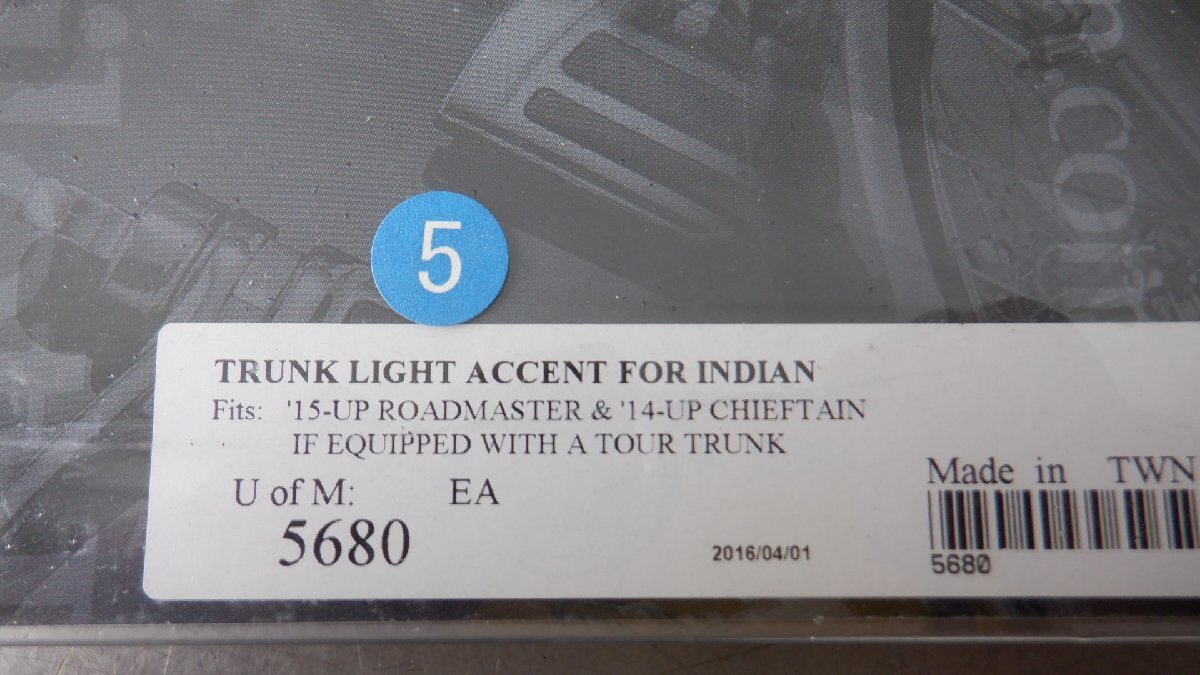 r.com
5
TRUNK LIGHT ACCENT FOR INDIAN
Fits: '15-UP ROADMASTER & '14-UP CHIEFTAIN
IF EQUIPPED WITH A TOUR TRUNK
U of M: EA
5680
2016/04/01
Made in TWN
5680